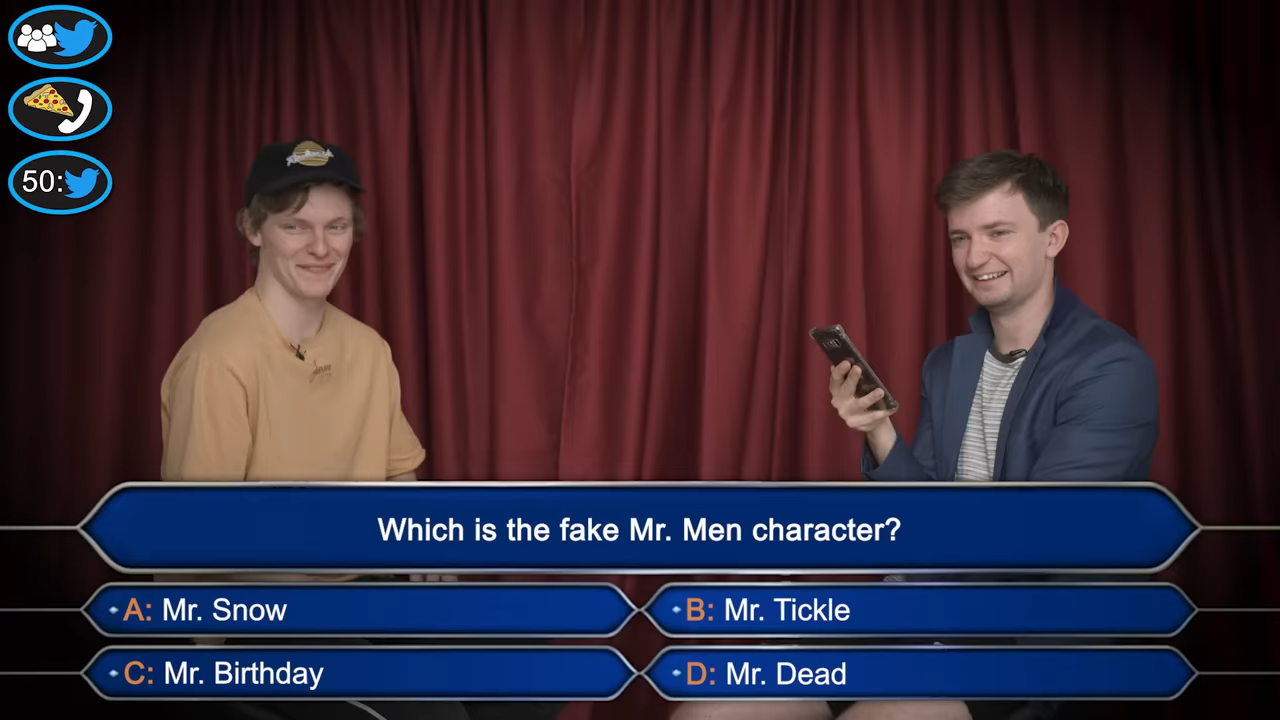 50:
Which is the fake Mr. Men character?
A: Mr. Snow
B: Mr. Tickle
C: Mr. Birthday
D: Mr. Dead